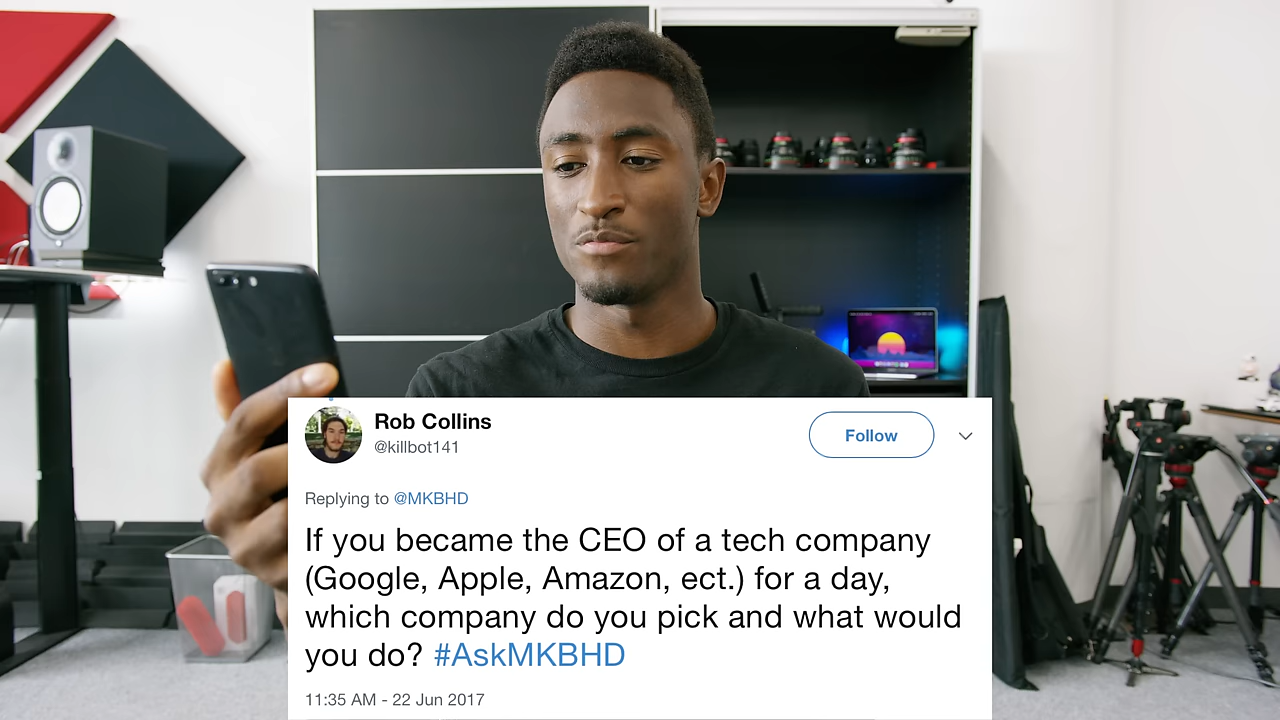 Rob Collins
@killbot141
Follow
Replying to @MKBHD
If you became the CEO of a tech company
(Google, Apple, Amazon, ect.) for a day,
which company do you pick and what would
you do? #AskMKBHD
11:35 AM - 22 Jun 2017